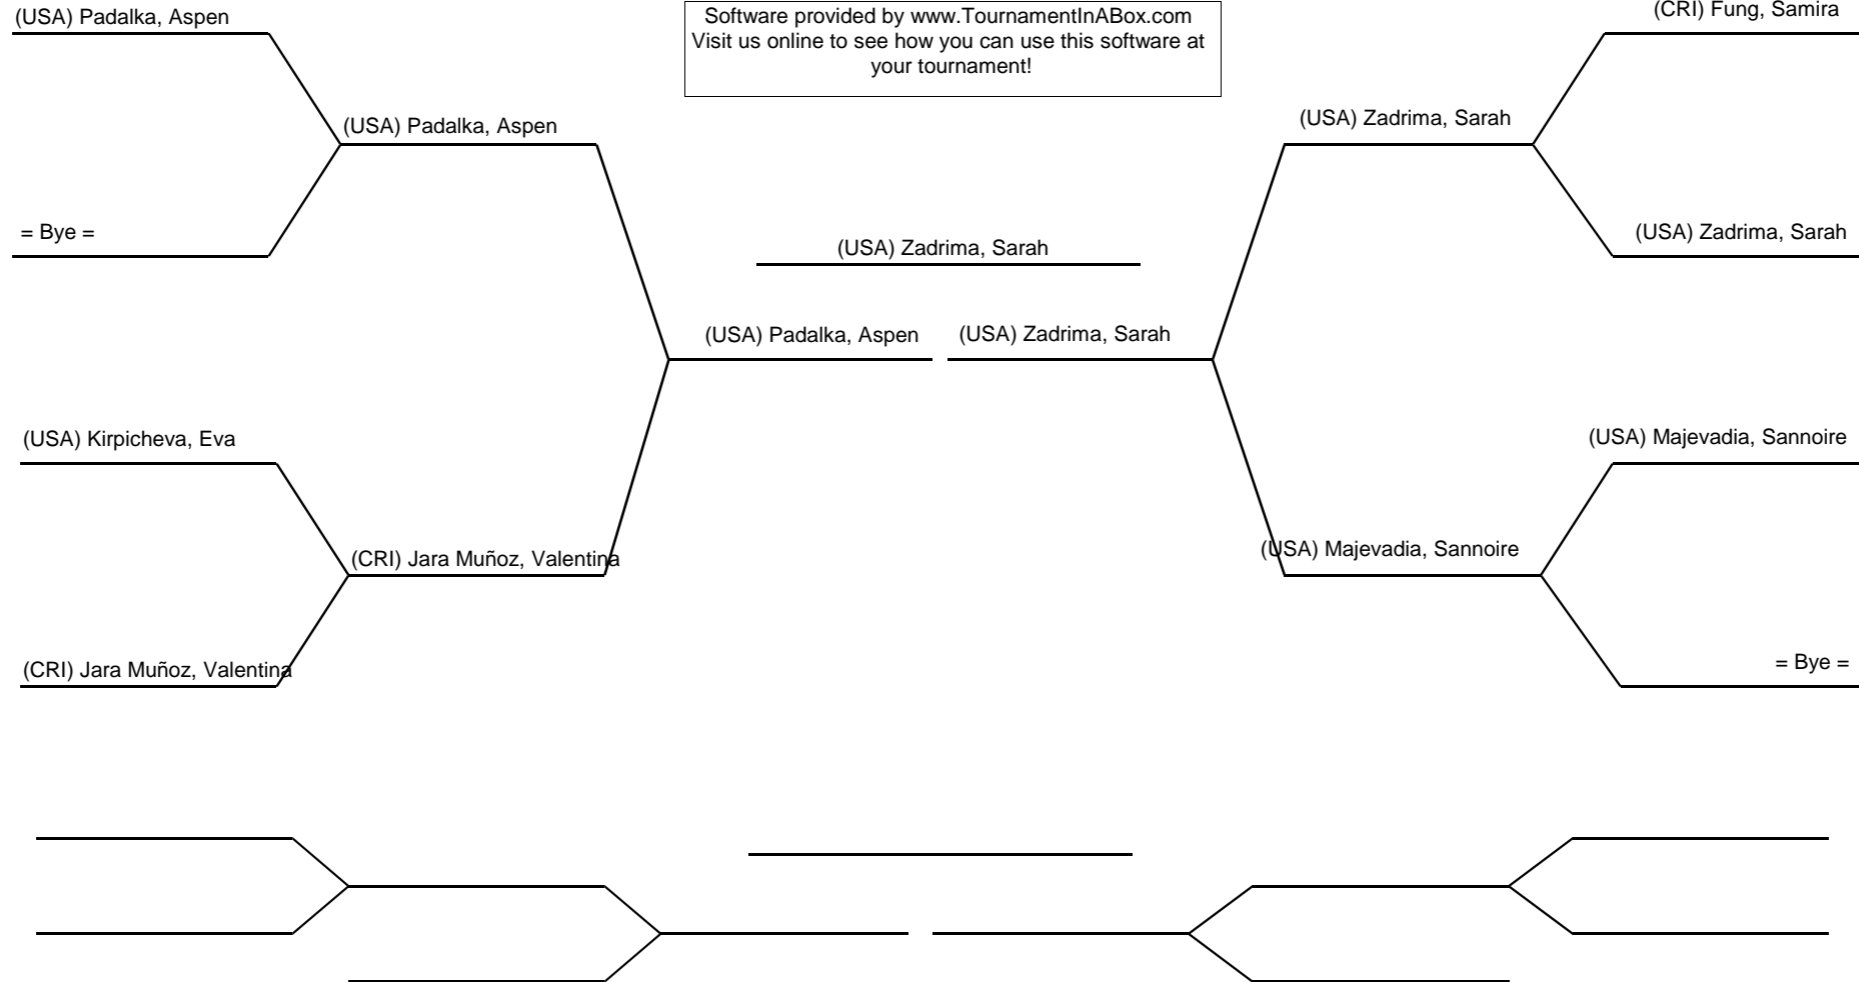 (USA) Padalka, Aspen
Software provided by www.TournamentInABox.com
Visit us online to see how you can use this software at
your tournament!
(CRI) Fung, Samira
(USA) Padalka, Aspen
(USA) Zadrima, Sarah
= Bye =
(USA) Zadrima, Sarah
(USA) Zadrima, Sarah
(USA) Padalka, Aspen
(USA) Zadrima, Sarah
(USA) Kirpicheva, Eva
(USA) Majevadia, Sannoire
(CRI) Jara Muñoz, Valentina
(USA) Majevadia, Sannoire
(CRI) Jara Muñoz, Valentina
= Bye =